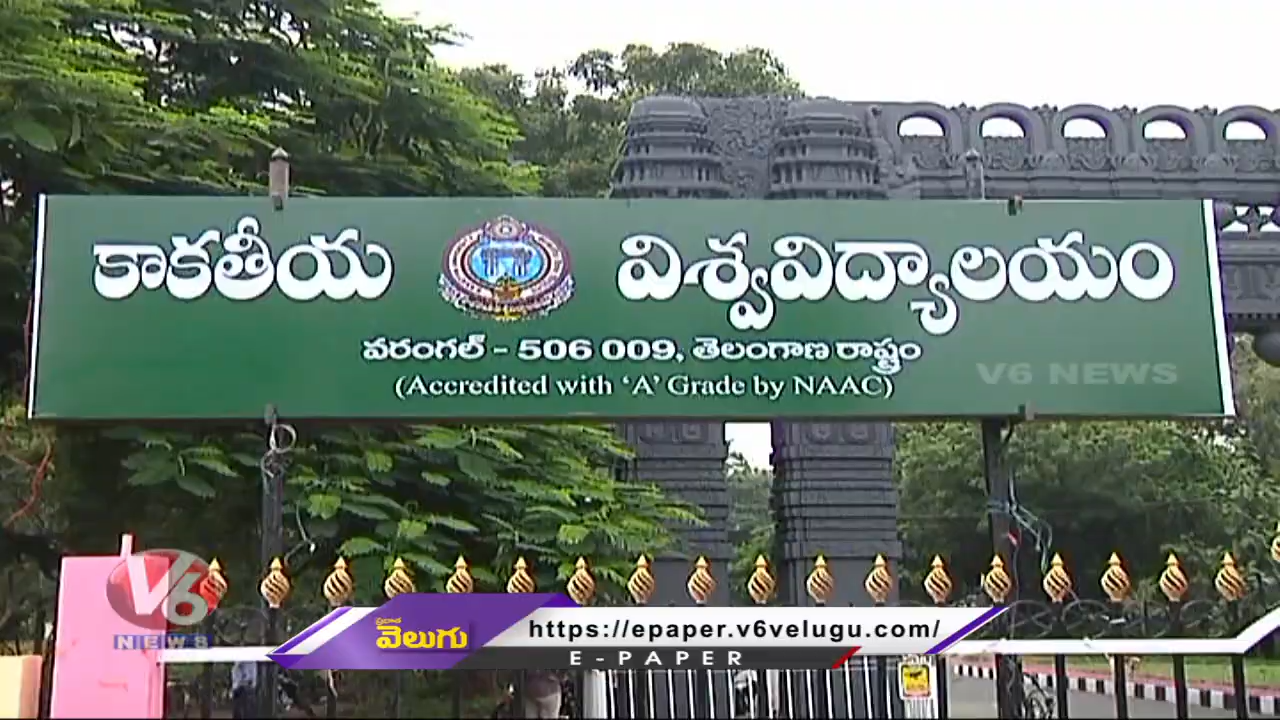 కాకతీయ విశ్వవిద్యాలయం
వరంగల్ - 506 009, తెలంగాణ రాష్ట్రం
(Accredited with ‘A’ Grade by NAAC)
V6 NEWS
V6
NEWS
ప్రభాత
వెలుగు
https://epaper.v6velugu.com/
E-PAPER